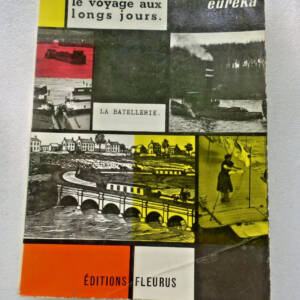 le voyage aux
longs jours.
eurêka
LA BATELLERIE.
ÉDITIONS FLEURUS